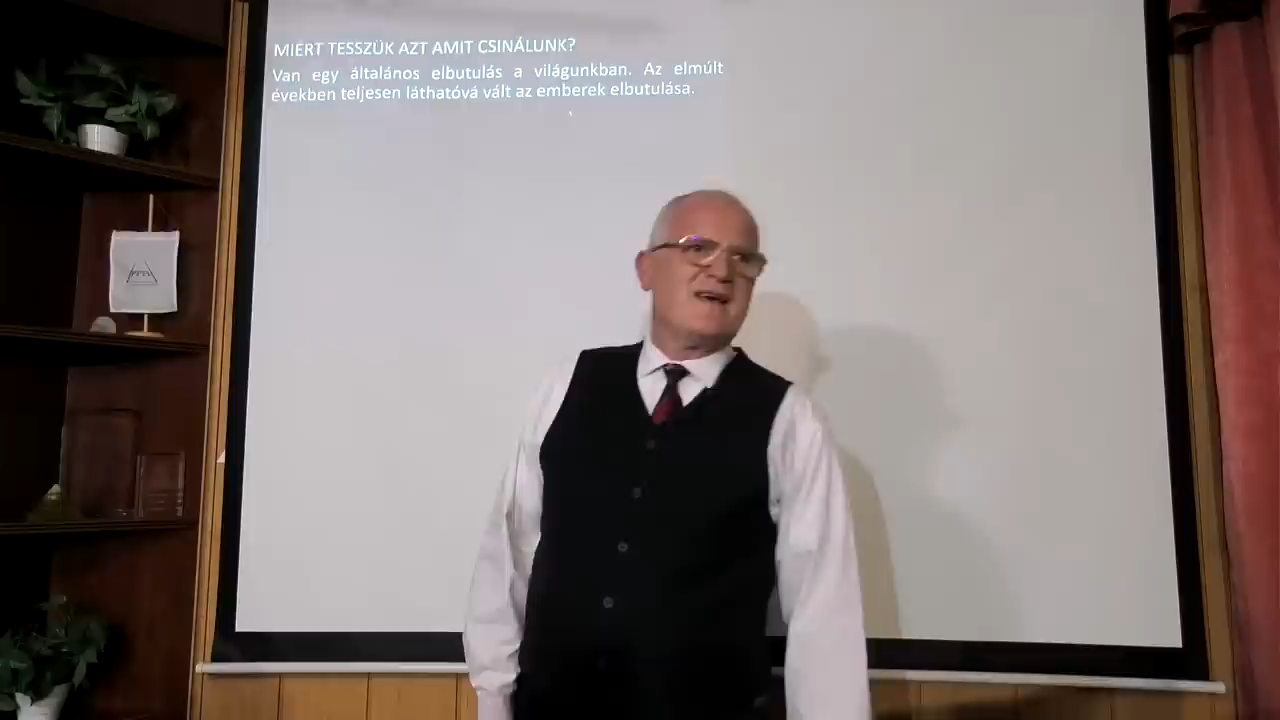 MIÉRT TESSZÜK AZT AMIT CSINÁLUNK?
Van egy általános elbutulás a világunkban. Az elmúlt
években teljesen láthatóvá vált az emberek elbutulása.